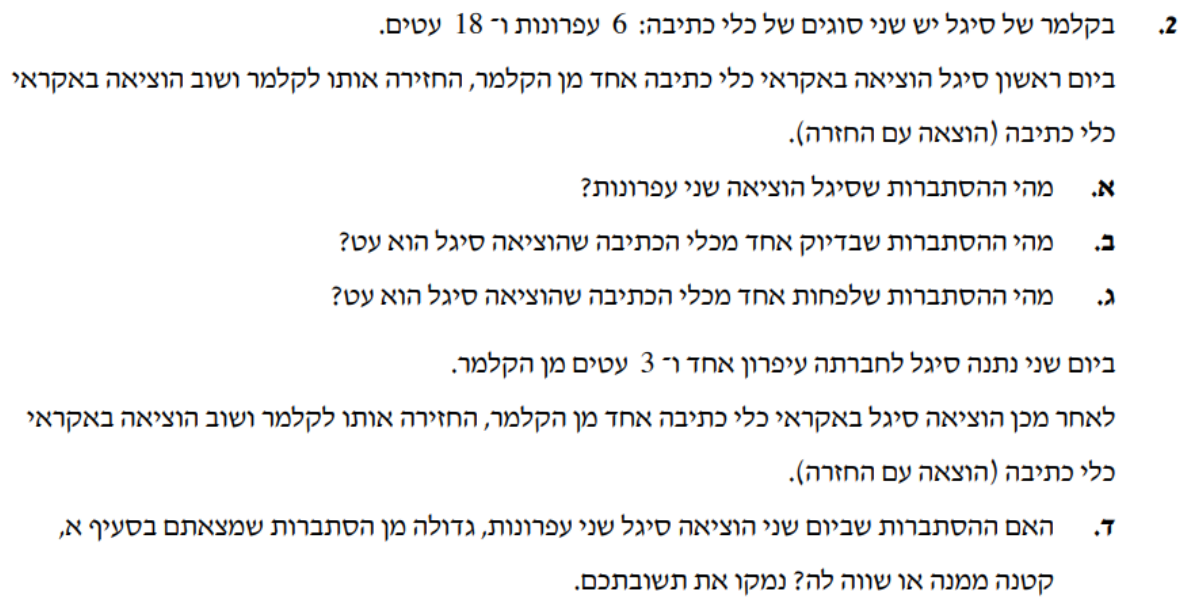 2. בקלמר של סיגל יש שני סוגים של כלי כתיבה: 6 עפרונות ו־ 18 עטים.
ביום ראשון סיגל הוציאה באקראי כלי כתיבה אחד מן הקלמר, החזירה אותו לקלמר ושוב הוציאה באקראי
כלי כתיבה (הוצאה עם החזרה).
א. מהי ההסתברות שסיגל הוציאה שני עפרונות?
ב. מהי ההסתברות שבדיוק אחד מכלי הכתיבה שהוציאה סיגל הוא עט?
ג. מהי ההסתברות שלפחות אחד מכלי הכתיבה שהוציאה סיגל הוא עט?
ביום שני נתנה סיגל לחברתה עיפרון אחד ו־ 3 עטים מן הקלמר.
לאחר מכן הוציאה סיגל באקראי כלי כתיבה אחד מן הקלמר, החזירה אותו לקלמר ושוב הוציאה באקראי
כלי כתיבה (הוצאה עם החזרה).
ד. האם ההסתברות שביום שני הוציאה סיגל שני עפרונות, גדולה מן הסתברות שמצאתם בסעיף א,
קטנה ממנה או שווה לה? נמקו את תשובתכם.